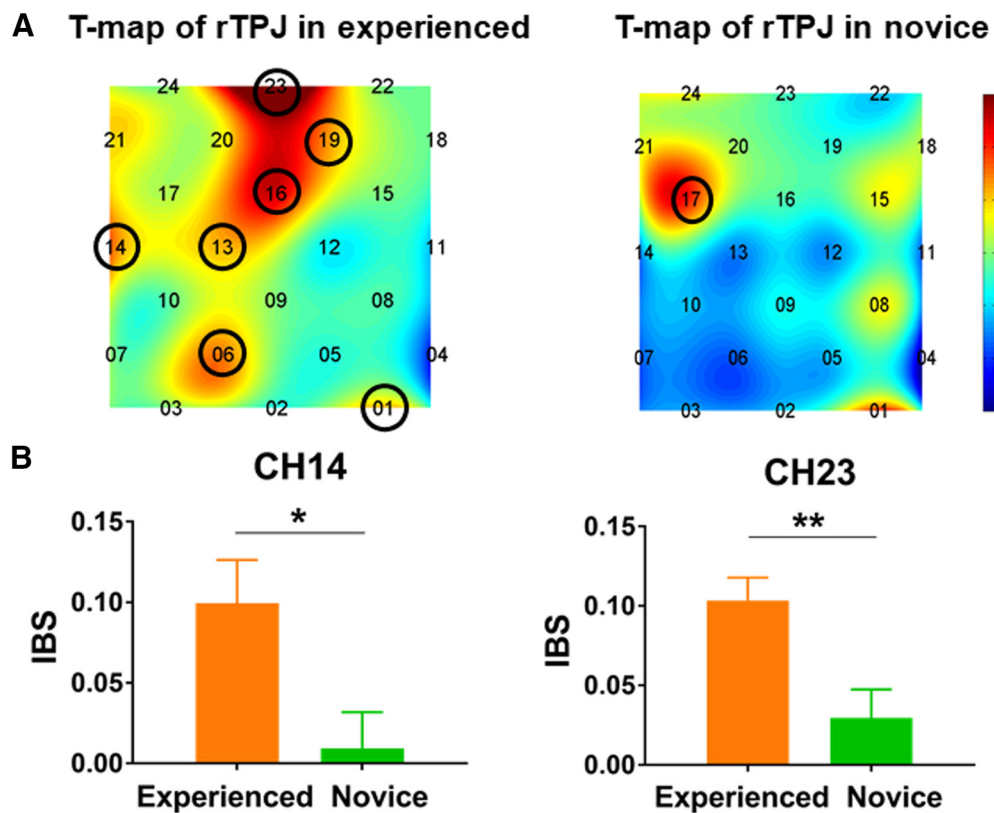 A T-map of rTPJ in experienced T-map of rTPJ in novice
24 23 22 24 23 22
21 20 19 18 21 20 19 18
17 16 15 17 16 15
14 13 12 11 14 13 12 11
10 09 08 10 09 08
07 06 05 04 07 06 05 04
03 02 01 03 02 01
B CH14 CH23
0.15 * 0.15 **
0.10 0.10
IBS IBS
0.05 0.05
0.00 0.00
Experienced Novice Experienced Novice